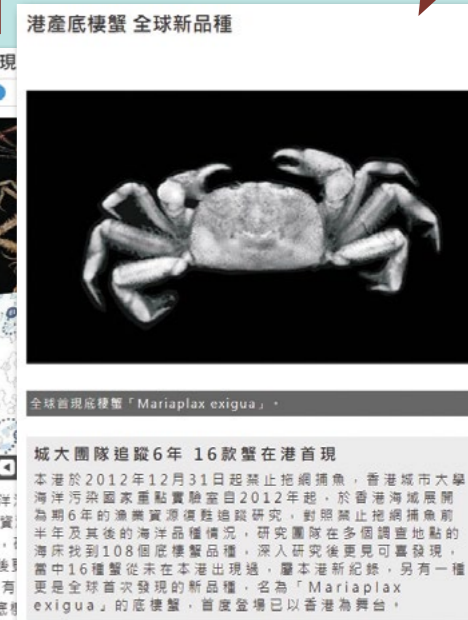 港產底棲蟹 全球新品種
現
全球首現底棲蟹「Mariaplax exigua」。
城大團隊追蹤6年 16款蟹在港首現
本港於2012年12月31日起禁止拖網捕魚，香港城市大學
海洋污染國家重點實驗室自2012年起，於香港海域展開
為期6年的漁業資源復甦追蹤研究，對照禁止拖網捕魚前
半年及其後的海洋品種情況，研究團隊在多個調查地點的
海床找到108個底棲蟹品種，深入研究後更見可喜發現，
當中16種蟹從未在本港出現過，屬本港新紀錄，另有一種
更是全球首次發現的新品種，名為「Mariaplax
exigua」的底棲蟹，首度登場已以香港為舞台。